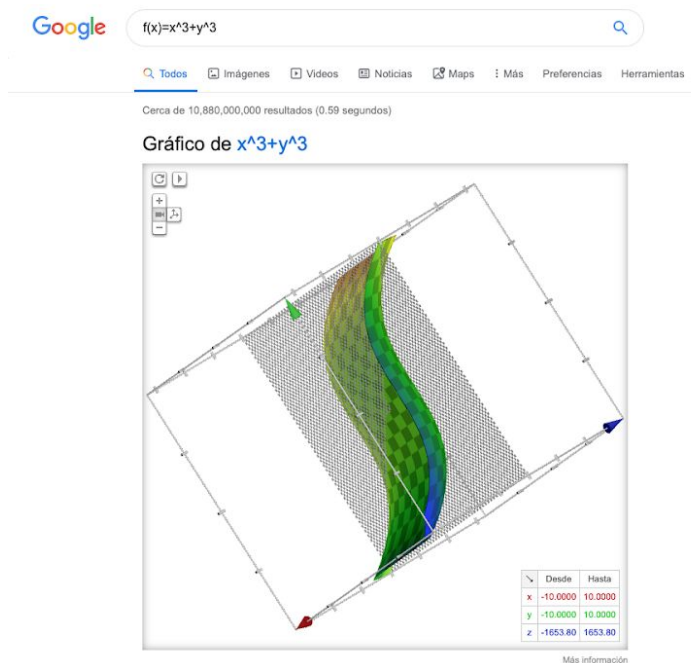 Google
f(x)=x^3+y^3
Todos Imágenes Videos Noticias Maps Más Preferencias Herramientas
Cerca de 10,880,000,000 resultados (0.59 segundos)
Gráfico de x^3+y^3
Desde Hasta
x -10.0000 10.0000
y -10.0000 10.0000
z -1653.80 1653.80
Más información